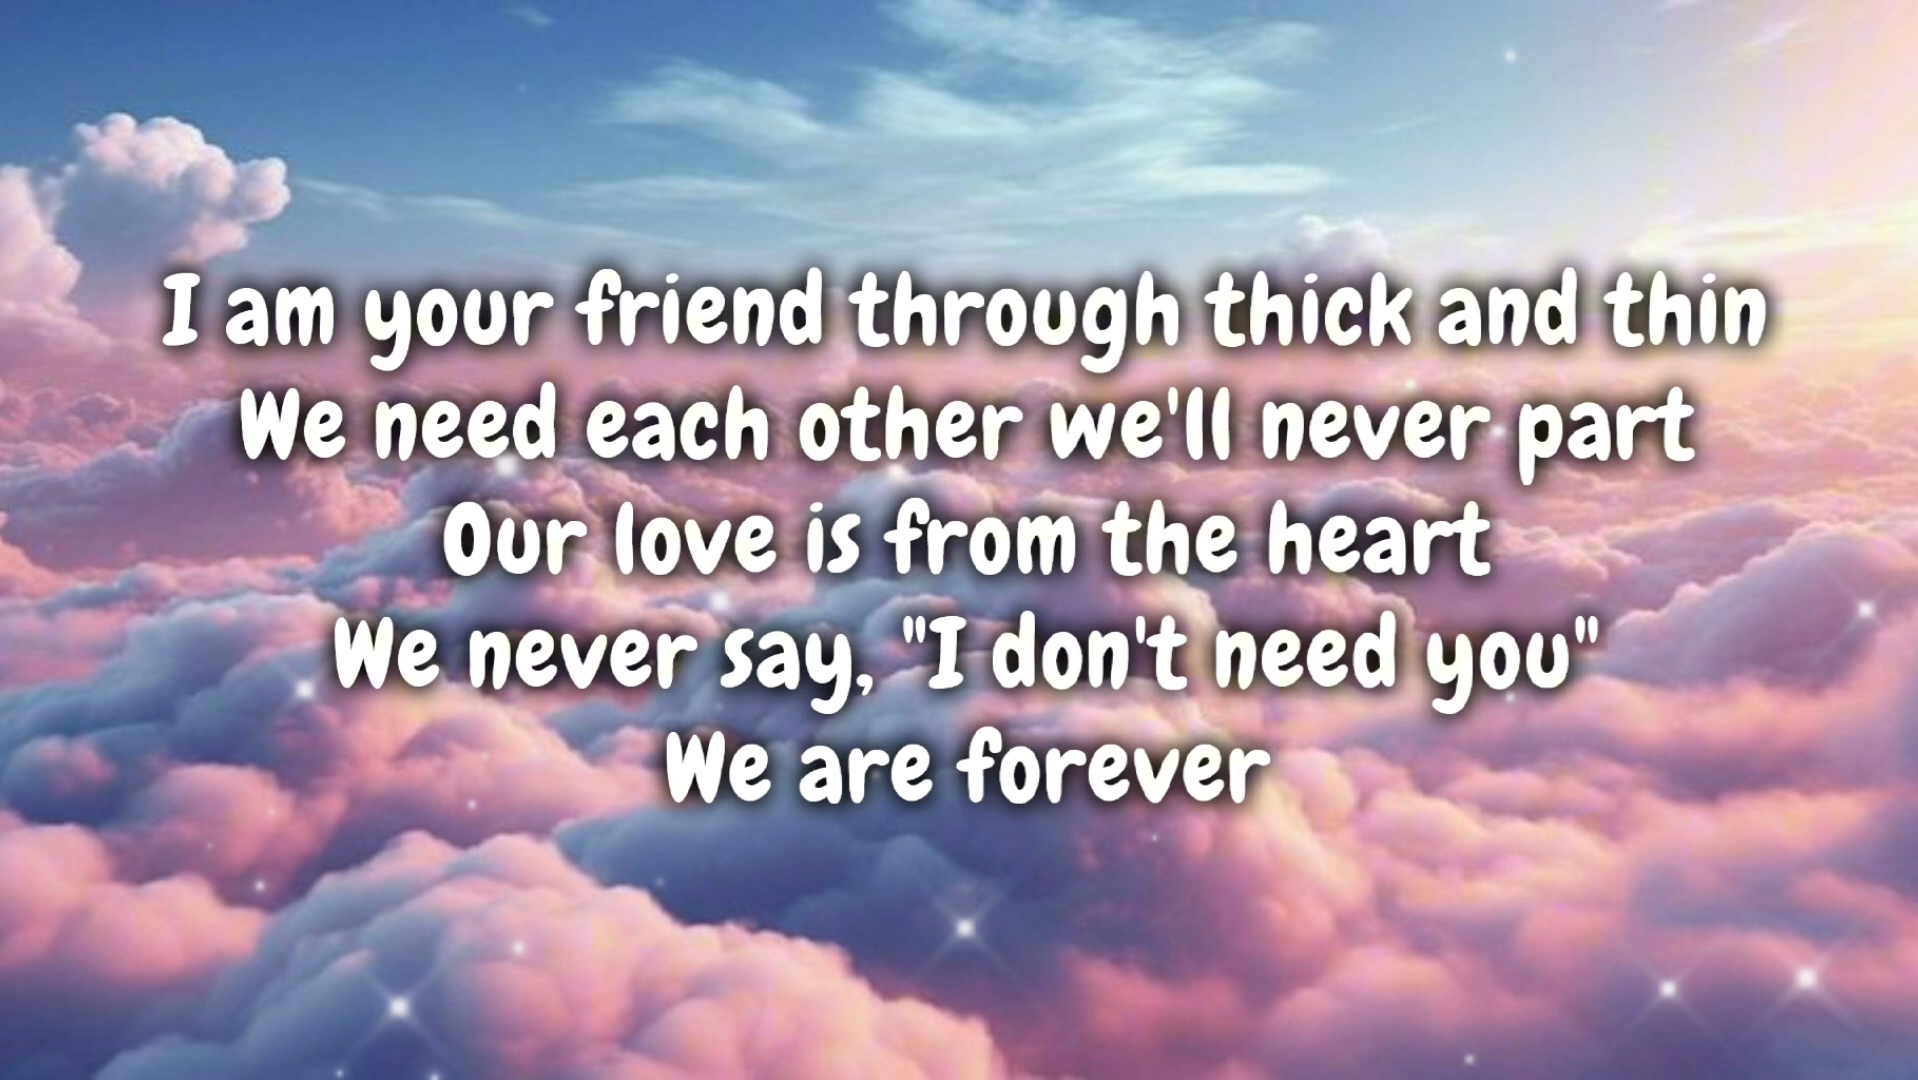 I am your friend through thick and thin
We need each other we'll never part
Our love is from the heart
We never say, "I don't need you"
We are forever